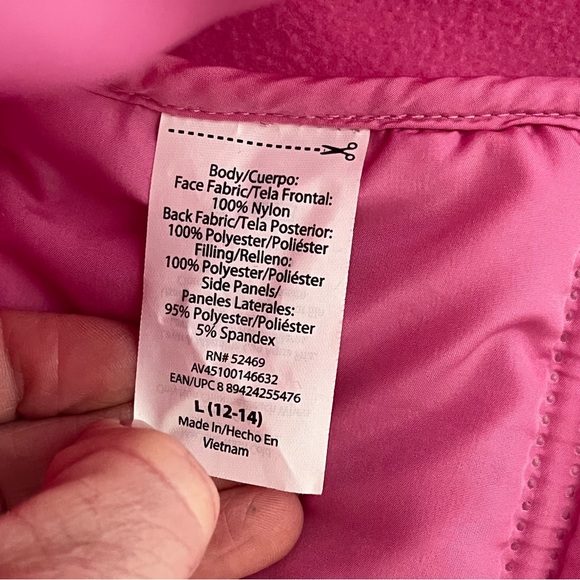 Body/Cuerpo:
Face Fabric/Tela Frontal:
100% Nylon
Back Fabric/Tela Posterior:
100% Polyester/Poliéster
Filling/Relleno:
100% Polyester/Poliéster
Side Panels/
Paneles Laterales:
95% Polyester/Poliéster
5% Spandex
RN# 52469
AV45100146632
EAN/UPC 8 89424255476
L (12-14)
Made In/Hecho En
Vietnam